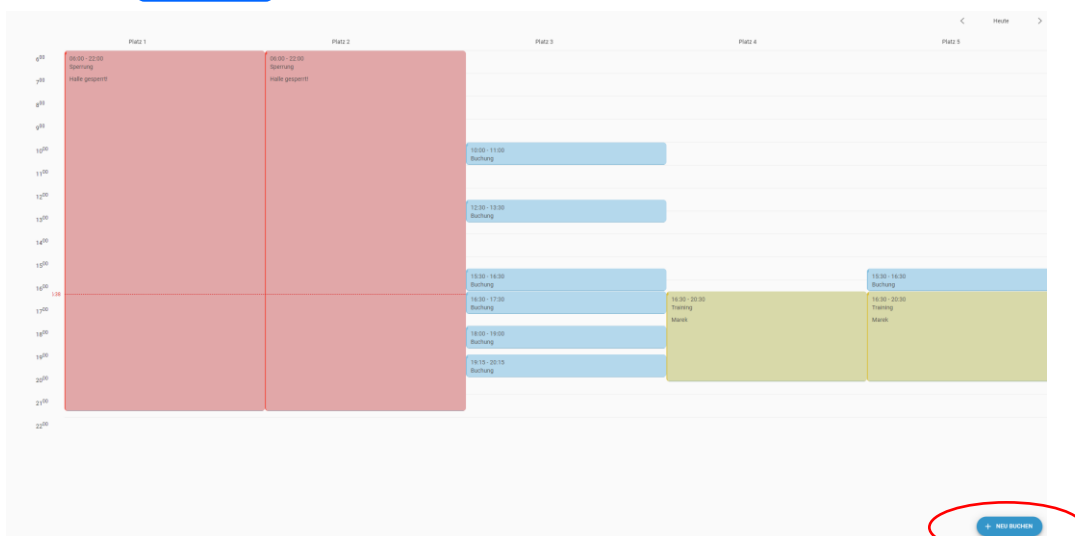 Heute
Platz 1
Platz 2
Platz 3
Platz 4
Platz 5
06:00 - 22:00
Sperrung
Halle gesperrt!
06:00 - 22:00
Sperrung
Halle gesperrt!
6⁰⁰
7⁰⁰
8⁰⁰
9⁰⁰
10⁰⁰
10:00 - 11:00
Buchung
11⁰⁰
12⁰⁰
12:30 - 13:30
Buchung
13⁰⁰
14⁰⁰
15⁰⁰
15:30 - 16:30
Buchung
15:30 - 16:30
Buchung
16⁰⁰
16:30 - 17:30
Buchung
16:30 - 20:30
Training
Marek
16:30 - 20:30
Training
Marek
17⁰⁰
18⁰⁰
18:00 - 19:00
Buchung
19⁰⁰
19:15 - 20:15
Buchung
20⁰⁰
21⁰⁰
22⁰⁰
+ NEU BUCHEN